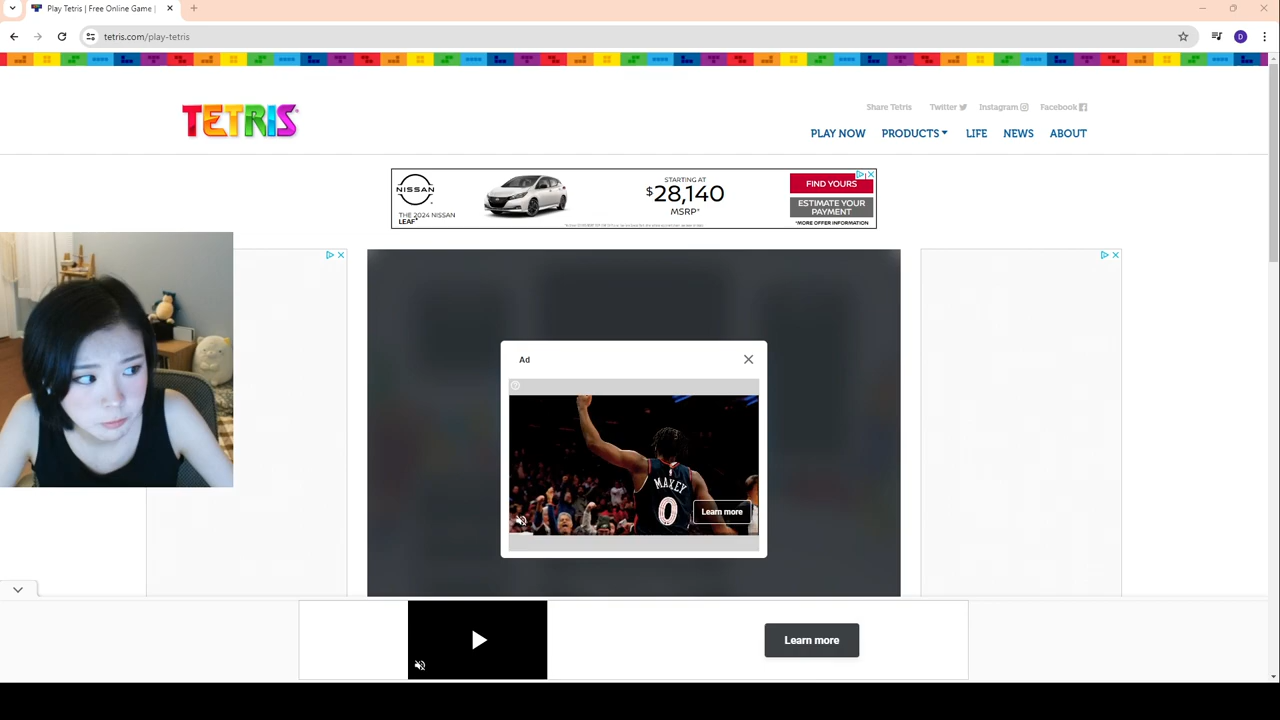 Play Tetris | Free Online Game |
tetris.com/play-tetris
D
TETRIS
Share Tetris Twitter Instagram Facebook
PLAY NOW PRODUCTS LIFE NEWS ABOUT
NISSAN
THE 2024 NISSAN
LEAF
STARTING AT
$28,140
MSRP*
FIND YOURS
ESTIMATE YOUR
PAYMENT
*MORE OFFER INFORMATION
Ad
MAXEY
0
Learn more
Learn more